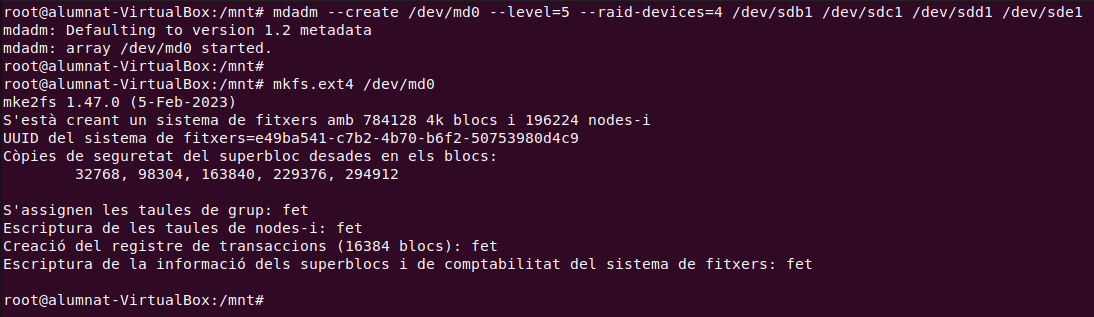 root@alumnat-VirtualBox:/mnt# mdadm --create /dev/md0 --level=5 --raid-devices=4 /dev/sdb1 /dev/sdc1 /dev/sdd1 /dev/sde1
mdadm: Defaulting to version 1.2 metadata
mdadm: array /dev/md0 started.
root@alumnat-VirtualBox:/mnt#
root@alumnat-VirtualBox:/mnt# mkfs.ext4 /dev/md0
mke2fs 1.47.0 (5-Feb-2023)
S'està creant un sistema de fitxers amb 784128 4k blocs i 196224 nodes-i
UUID del sistema de fitxers=e49ba541-c7b2-4b70-b6f2-50753980d4c9
Còpies de seguretat del superbloc desades en els blocs:
        32768, 98304, 163840, 229376, 294912

S'assignen les taules de grup: fet
Escriptura de les taules de nodes-i: fet
Creació del registre de transaccions (16384 blocs): fet
Escriptura de la informació dels superblocs i de comptabilitat del sistema de fitxers: fet

root@alumnat-VirtualBox:/mnt#